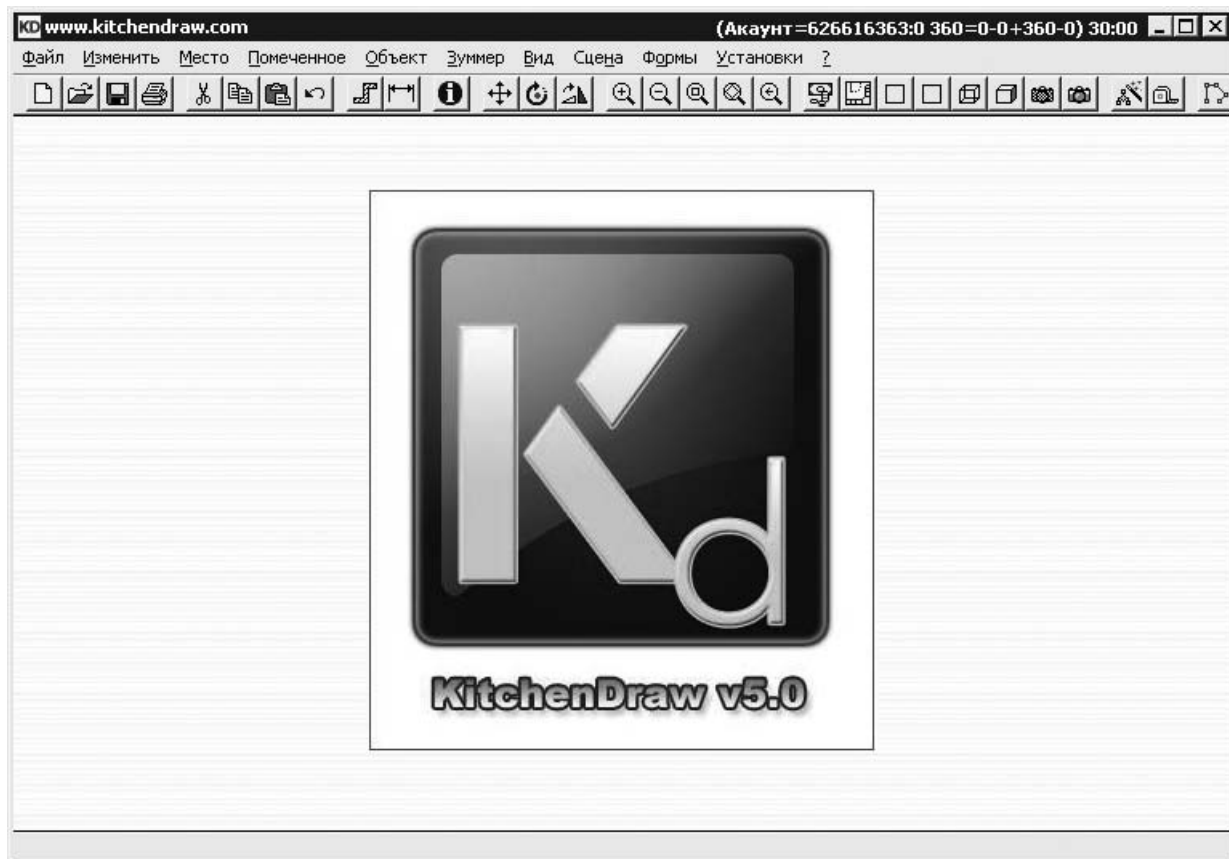 KD www.kitchendraw.com (Акаунт=626616363:0 360=0-0+360-0) 30:00
Файл Изменить Место Помеченное Объект Зуммер Вид Сцена Формы Установки ?
Kd
KitchenDraw v5.0